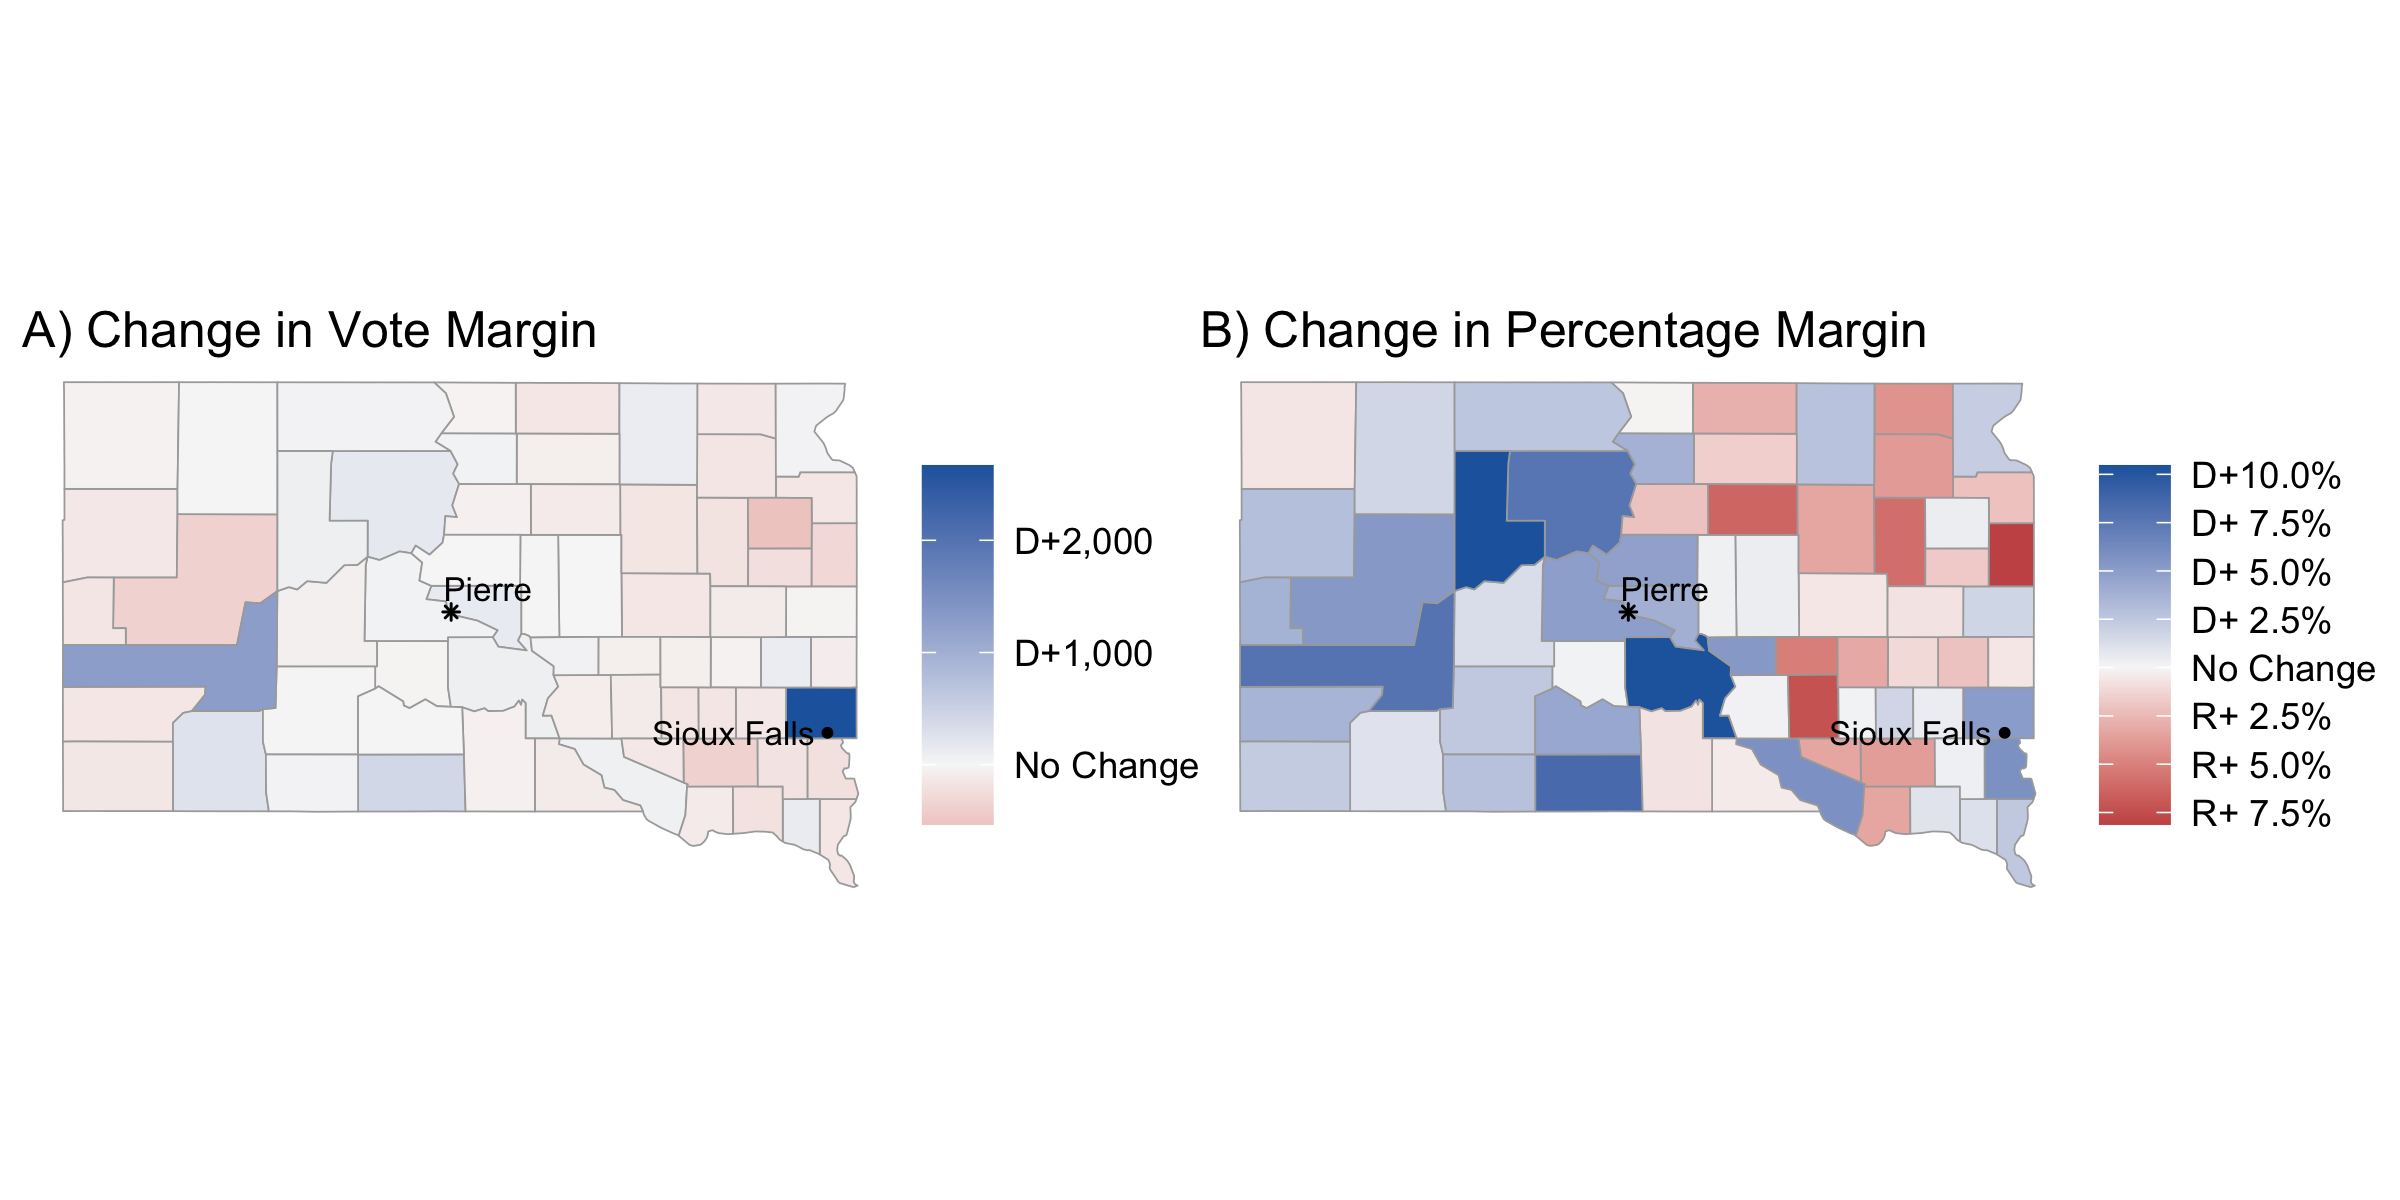 A) Change in Vote Margin
Pierre
Sioux Falls
D+2,000
D+1,000
No Change
B) Change in Percentage Margin
Pierre
Sioux Falls
D+10.0%
D+ 7.5%
D+ 5.0%
D+ 2.5%
No Change
R+ 2.5%
R+ 5.0%
R+ 7.5%